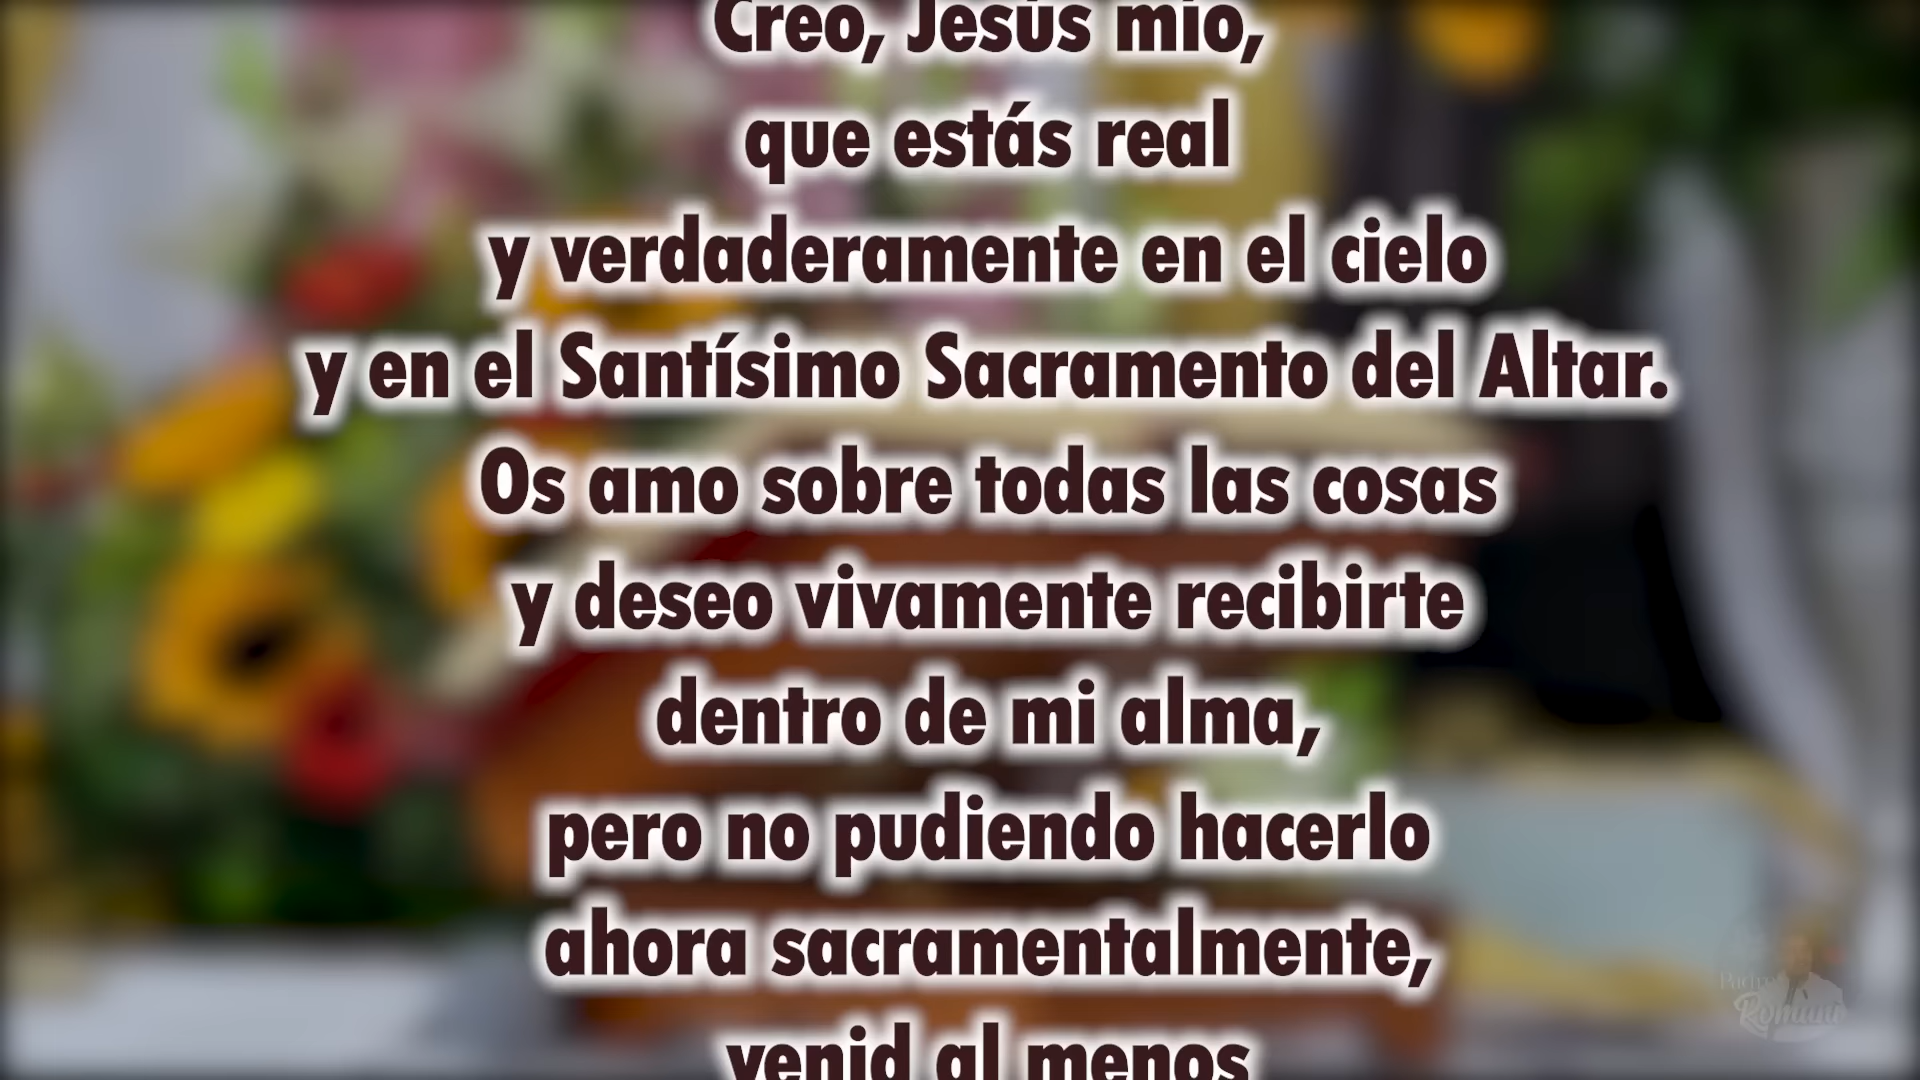 Creo, Jesús mío,
que estás real
y verdaderamente en el cielo
y en el Santísimo Sacramento del Altar.
Os amo sobre todas las cosas
y deseo vivamente recibirte
dentro de mi alma,
pero no pudiendo hacerlo
ahora sacramentalmente,
venid al menos
Padre
Romani